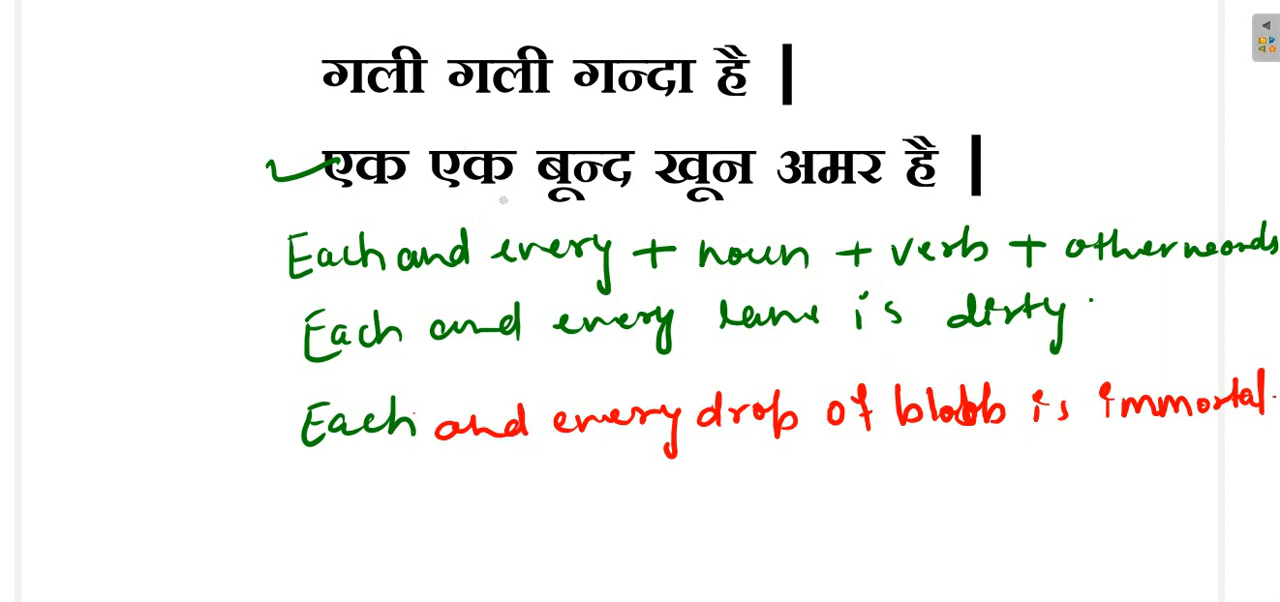 गली गली गन्दा है |
एक एक बून्द खून अमर है |
Each and every + noun + verb + other words
Each and every lane is dirty.
Each and every drop of blobb is immortal.